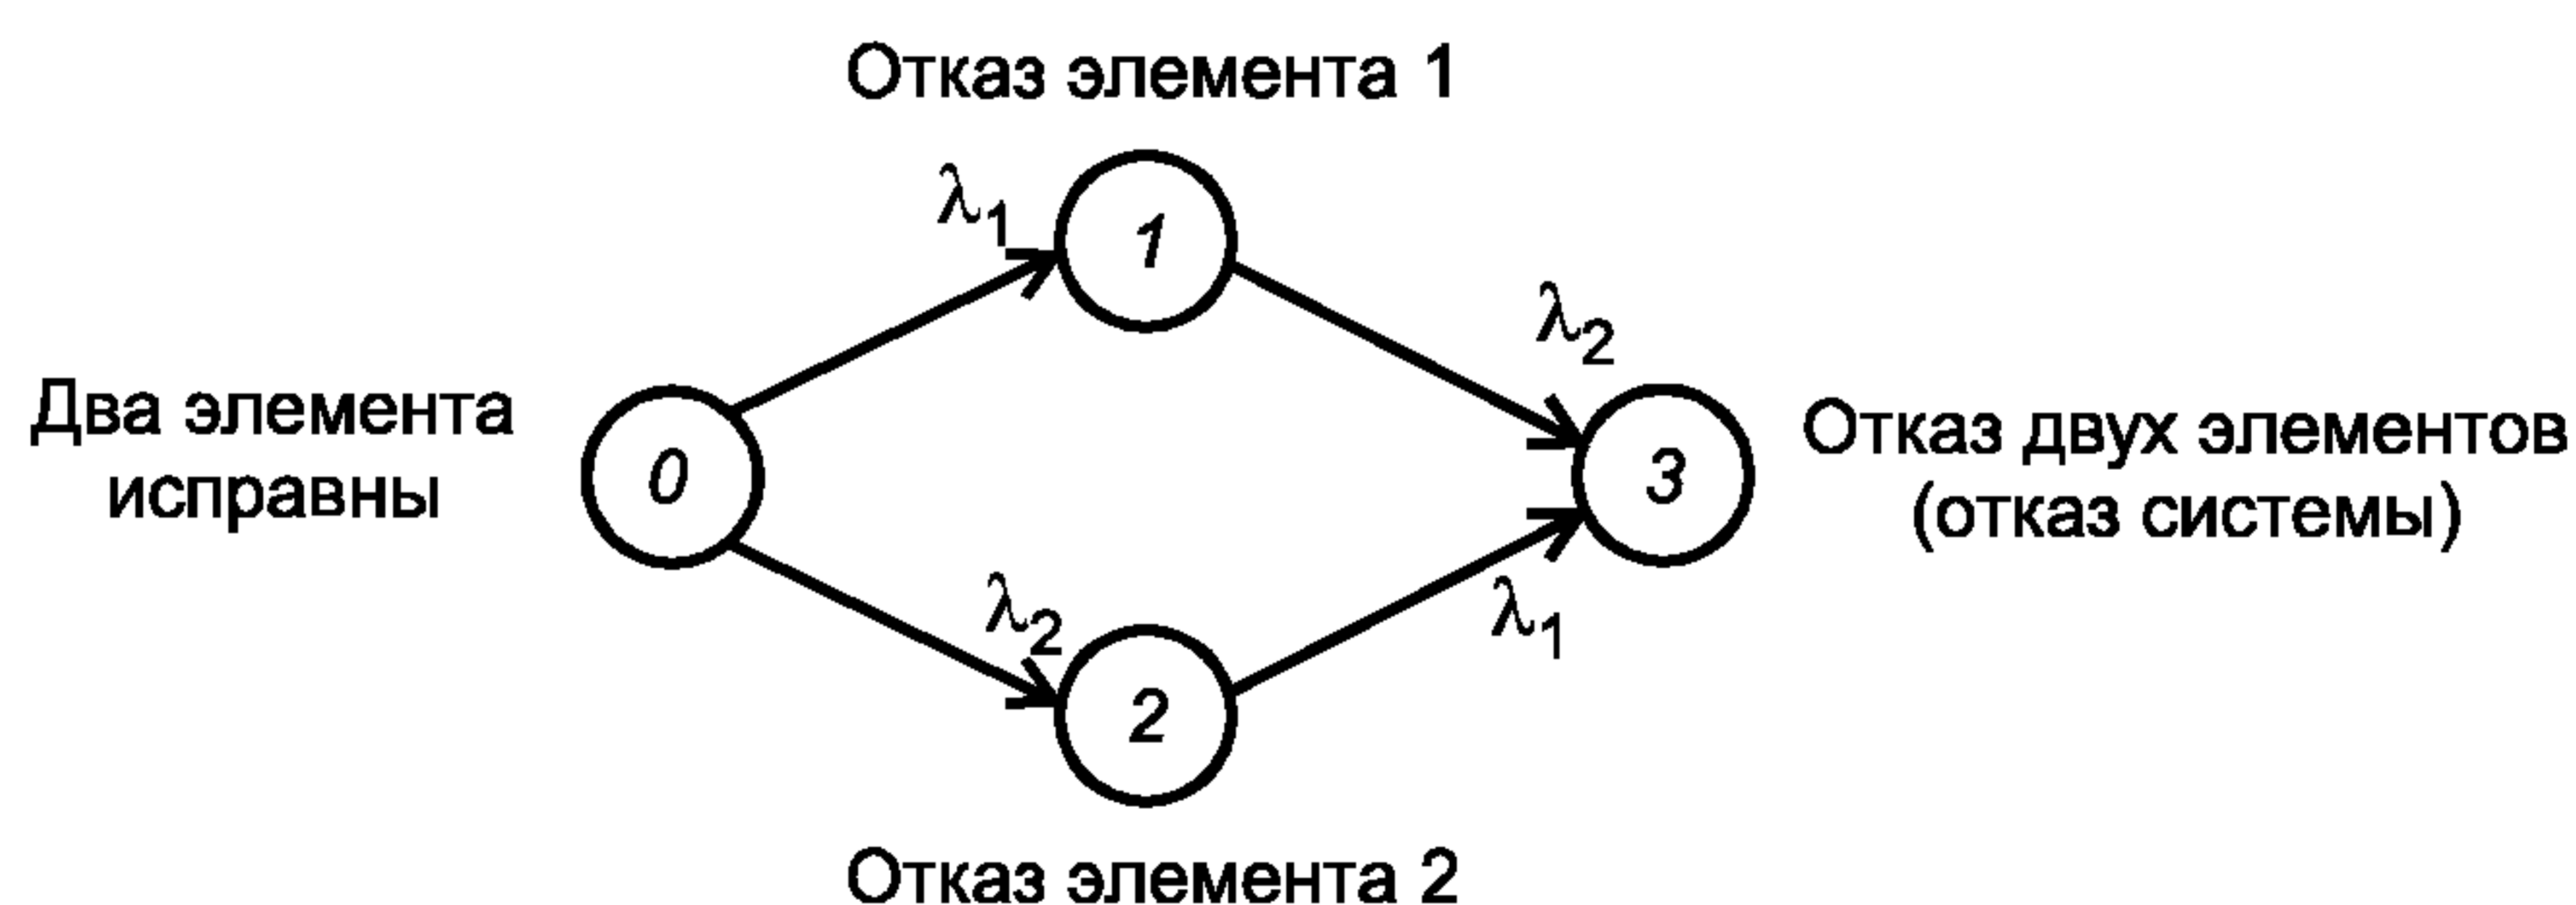 Отказ элемента 1
λ1
1
λ2
Два элемента
исправны
0
3
Отказ двух элементов
(отказ системы)
λ2
λ1
2
Отказ элемента 2